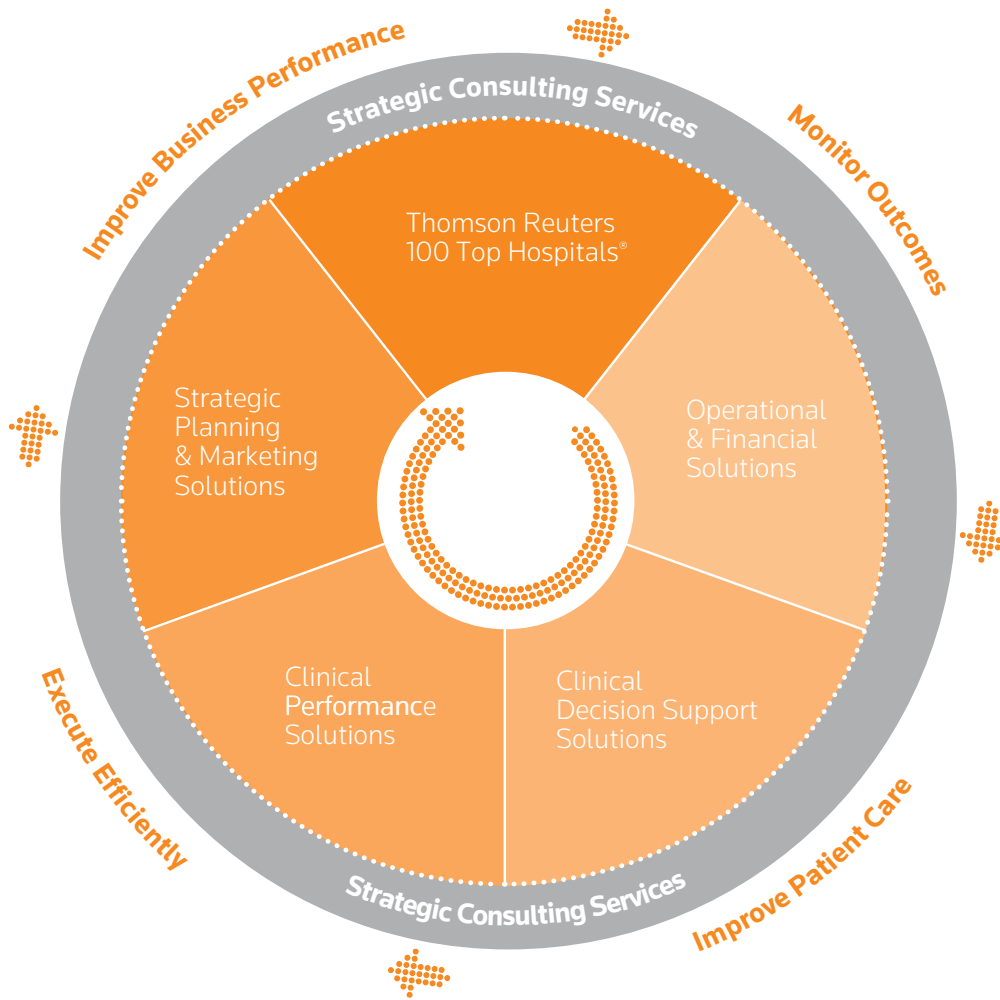 Improve Business Performance
Strategic Consulting Services
Monitor Outcomes
Thomson Reuters
100 Top Hospitals®
Strategic
Planning
& Marketing
Solutions
Operational
& Financial
Solutions
Clinical
Performance
Solutions
Clinical
Decision Support
Solutions
Execute Efficiently
Strategic Consulting Services
Improve Patient Care